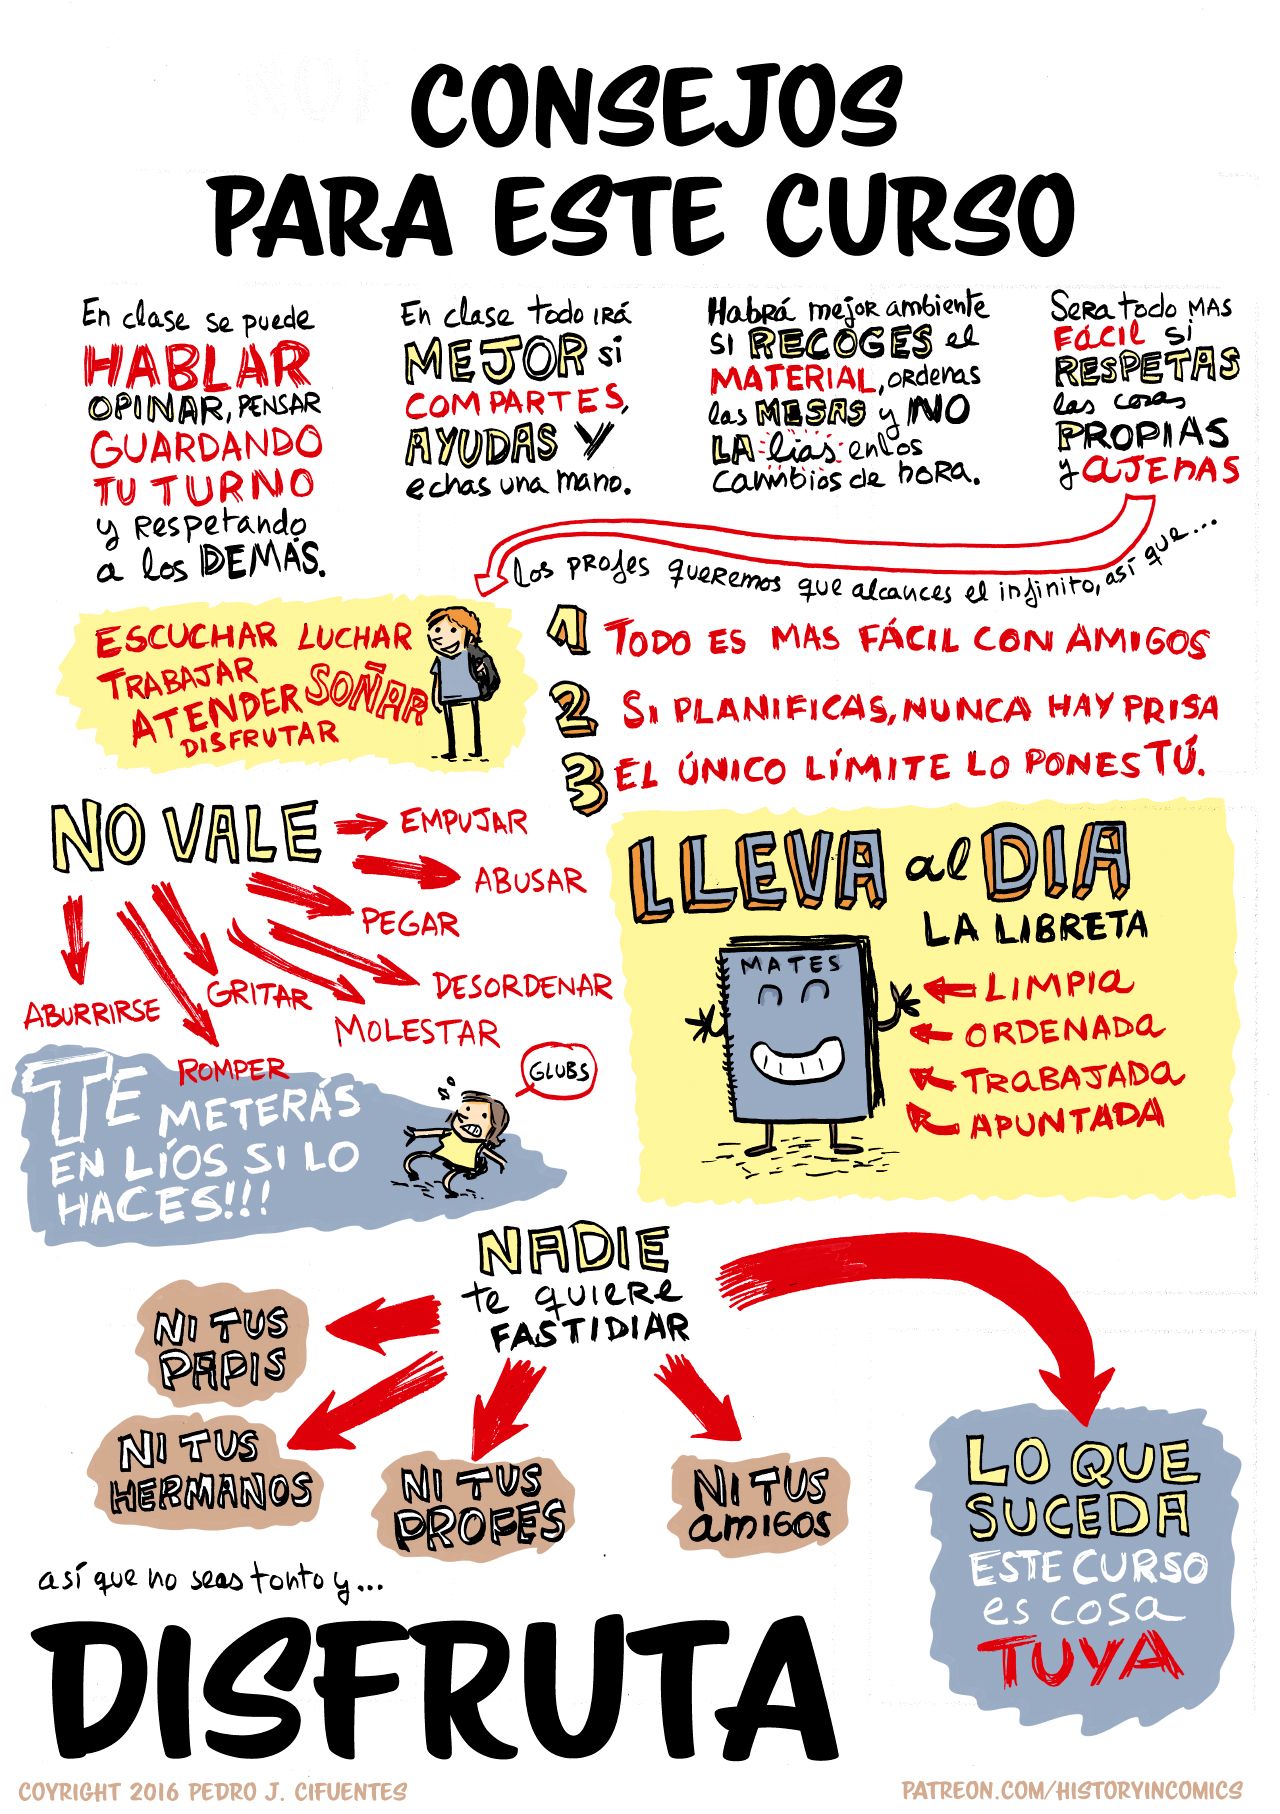 CONSEJOS
PARA ESTE CURSO
En clase se puede
HABLAR
OPINAR, PENSAR
GUARDANDO
TU TURNO
y respetando
a los DEMÁS.
En clase todo irá
MEJOR si
COMPARTES,
AYUDAS Y
echas una mano.
Habrá mejor ambiente
SI RECOGES el
MATERIAL, ordenas
las MESAS y NO
LA lías en los
cambios de hora.
Sera todo MAS
FÁCIL si
RESPETAS
las cosas
PROPIAS
y AJENAS
Los profes queremos que alcances el infinito, así que...
ESCUCHAR LUCHAR
TRABAJAR
ATENDER SOÑAR
DISFRUTAR
1 TODO ES MAS FÁCIL CON AMIGOS
2 SI PLANIFICAS, NUNCA HAY PRISA
3 EL ÚNICO LÍMITE LO PONES TÚ.
NO VALE
EMPUJAR
ABUSAR
PEGAR
DESORDENAR
MOLESTAR
GRITAR
ABURRIRSE
ROMPER
TE METERÁS
EN LÍOS SI LO
HACES!!!
GLUBS
LLEVA al DIA
LA LIBRETA
MATES
LIMPIA
ORDENADA
TRABAJADA
APUNTADA
NADIE
te quiere
FASTIDIAR
NI TUS
PAPIS
NI TUS
HERMANOS
NI TUS
PROFES
NI TUS
amigos
LO QUE
SUCEDA
ESTE CURSO
es cosa
TUYA
así que no seas tonto y...
DISFRUTA
COYRIGHT 2016 PEDRO J. CIFUENTES
PATREON.COM/HISTORYINCOMICS